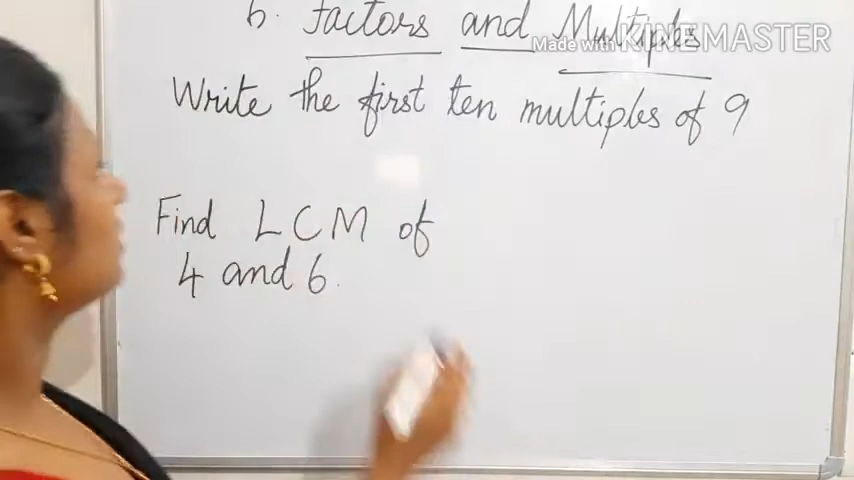 6. Factors and Multiples
Made with KINEMASTER
Write the first ten multiples of 9
Find LCM of
4 and 6.